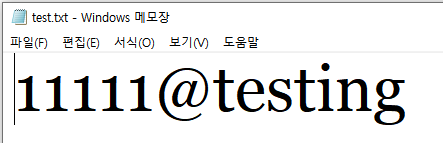 test.txt - Windows 메모장
파일(F) 편집(E) 서식(O) 보기(V) 도움말
11111@testing